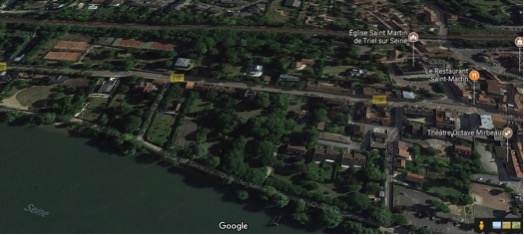 Eglise Saint Martin
de Triel sur Seine
Le Restaurant
Saint-Martin
Théâtre Octave Mirbeau
Seine
Google